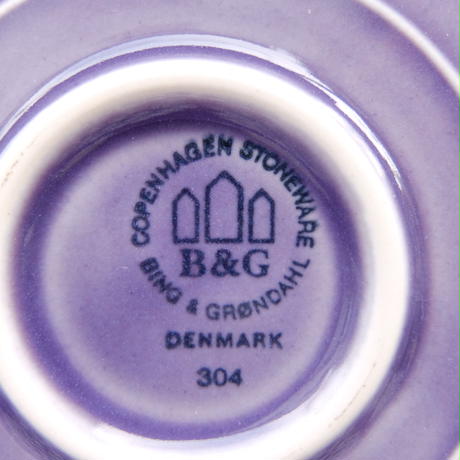 COPENHAGEN STONEWARE
B&G
BING & GRØNDAHL
DENMARK
304